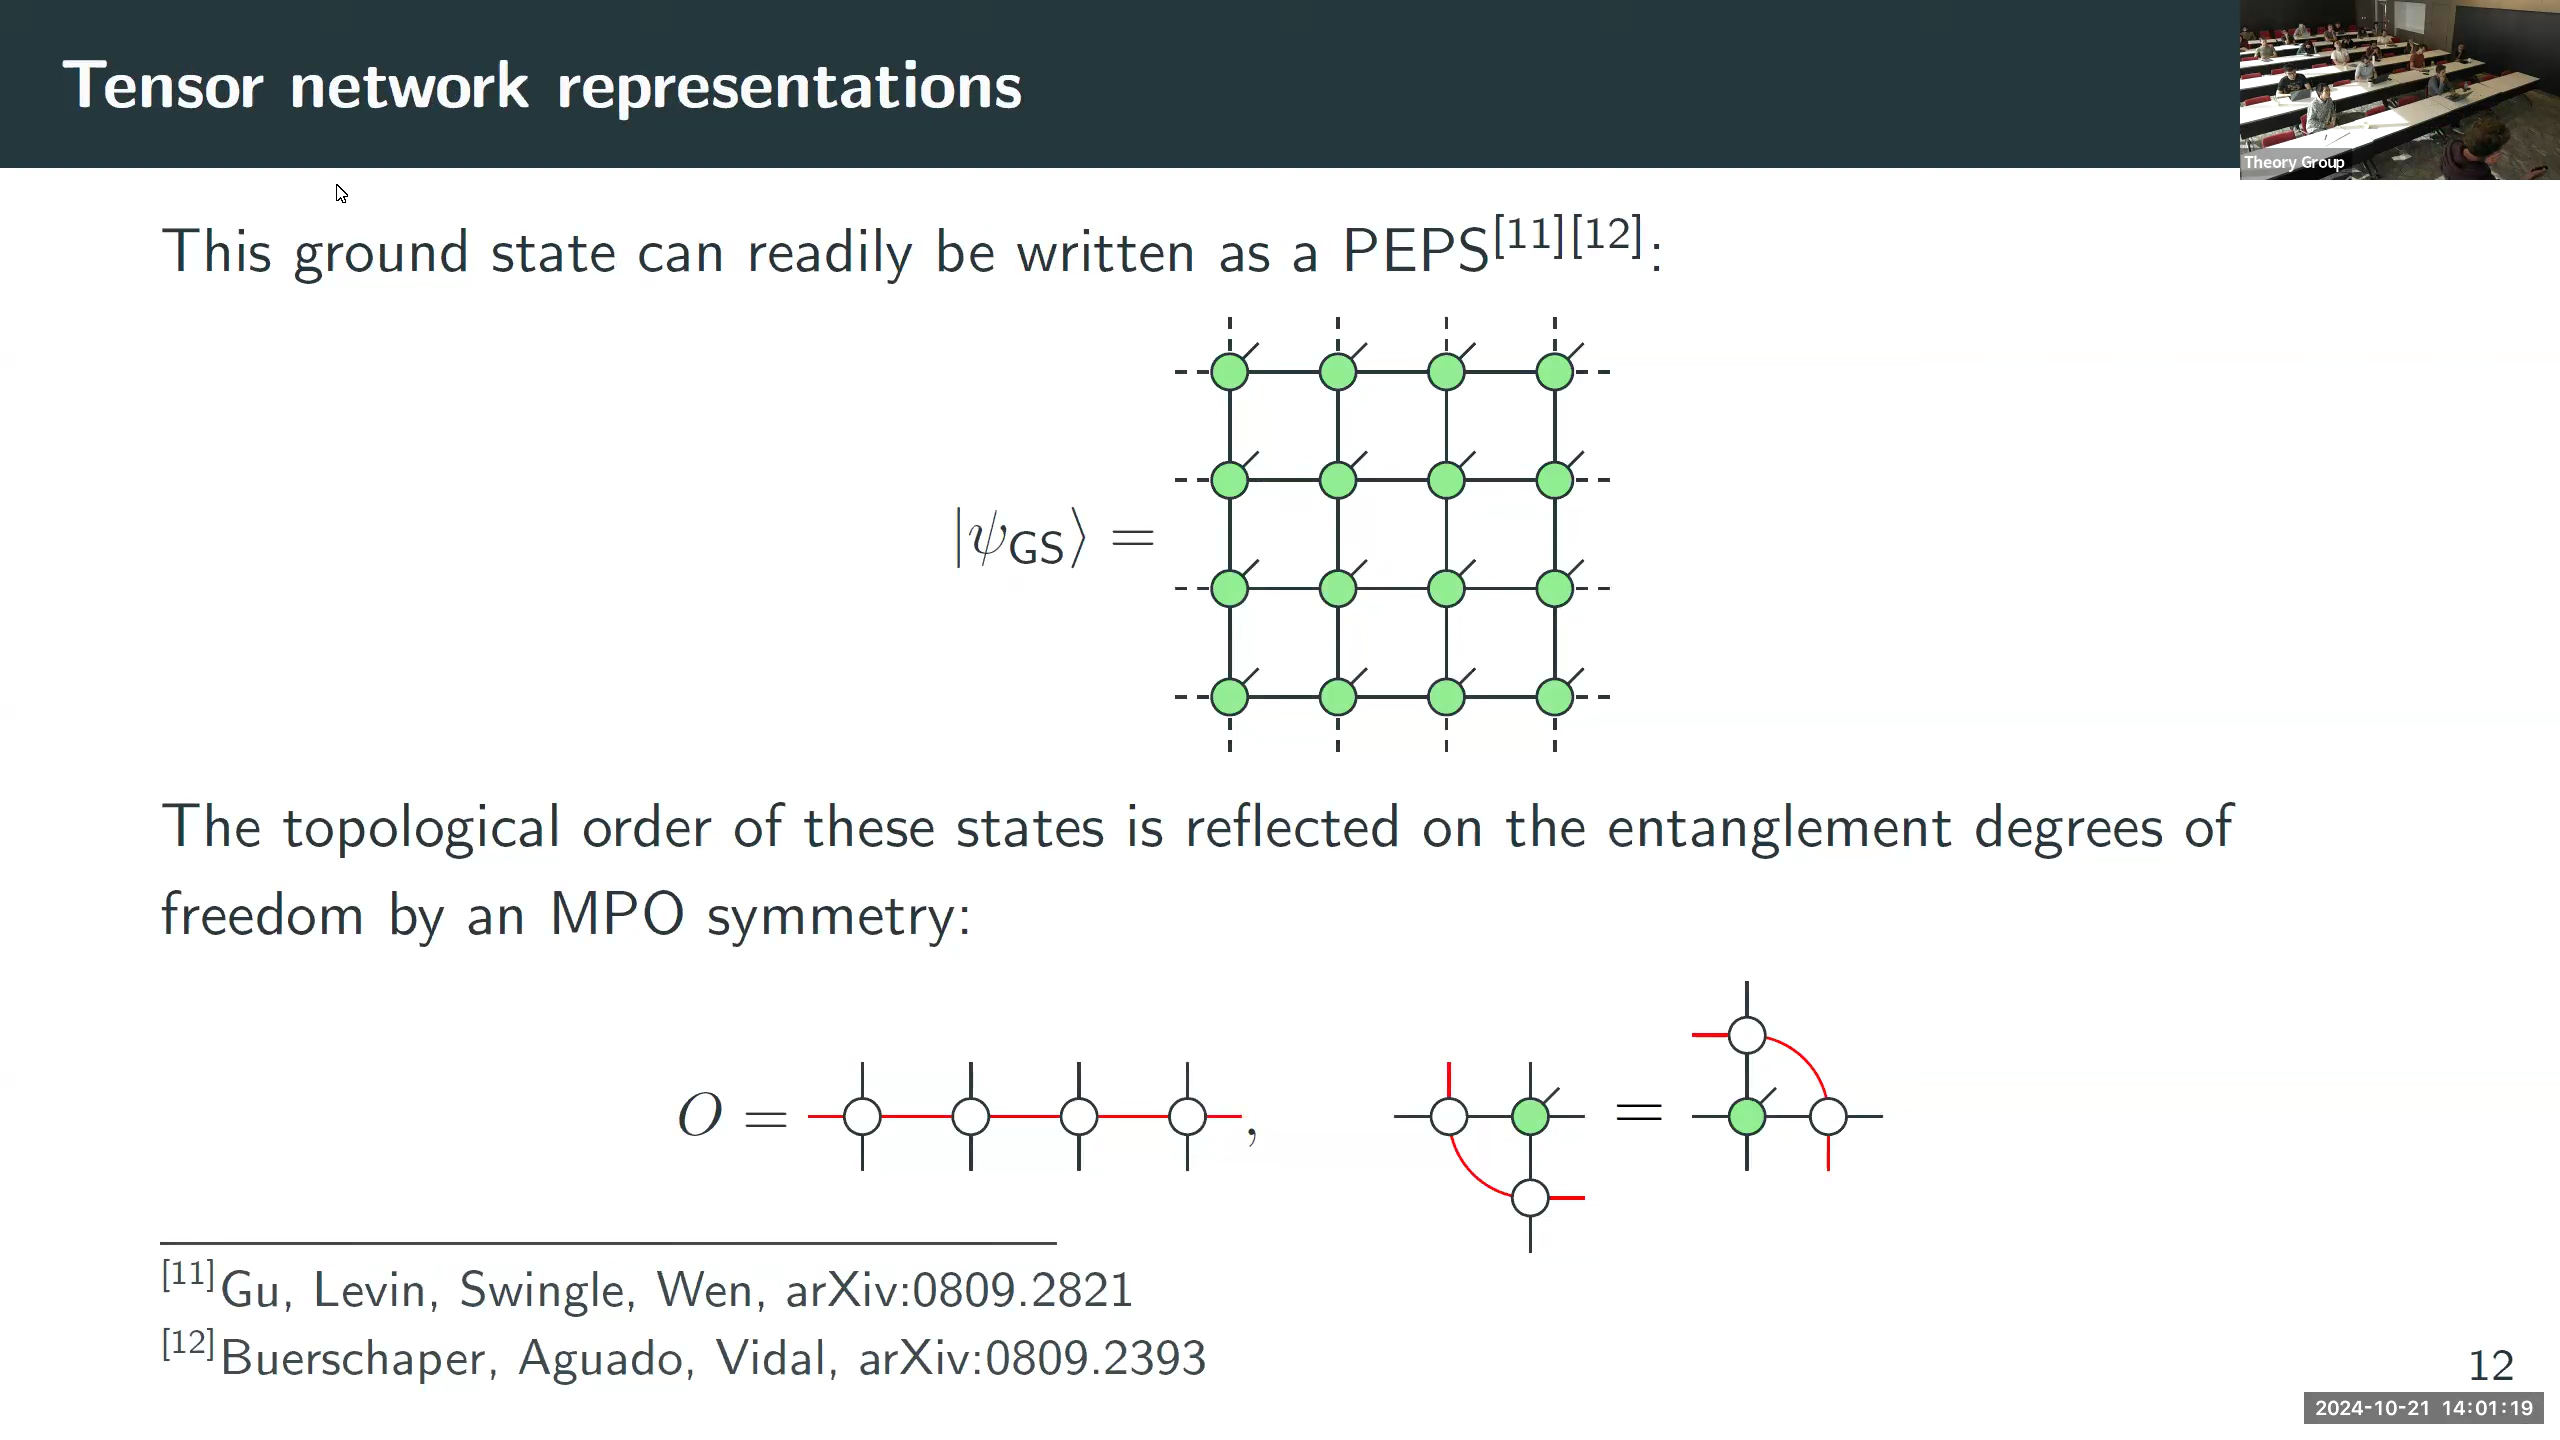 Tensor network representations
Theory Group
This ground state can readily be written as a PEPS[11][12]:
|ψGS⟩ =
The topological order of these states is reflected on the entanglement degrees of
freedom by an MPO symmetry:
O = , =
[11]Gu, Levin, Swingle, Wen, arXiv:0809.2821
[12]Buerschaper, Aguado, Vidal, arXiv:0809.2393
12
2024-10-21 14:01:19